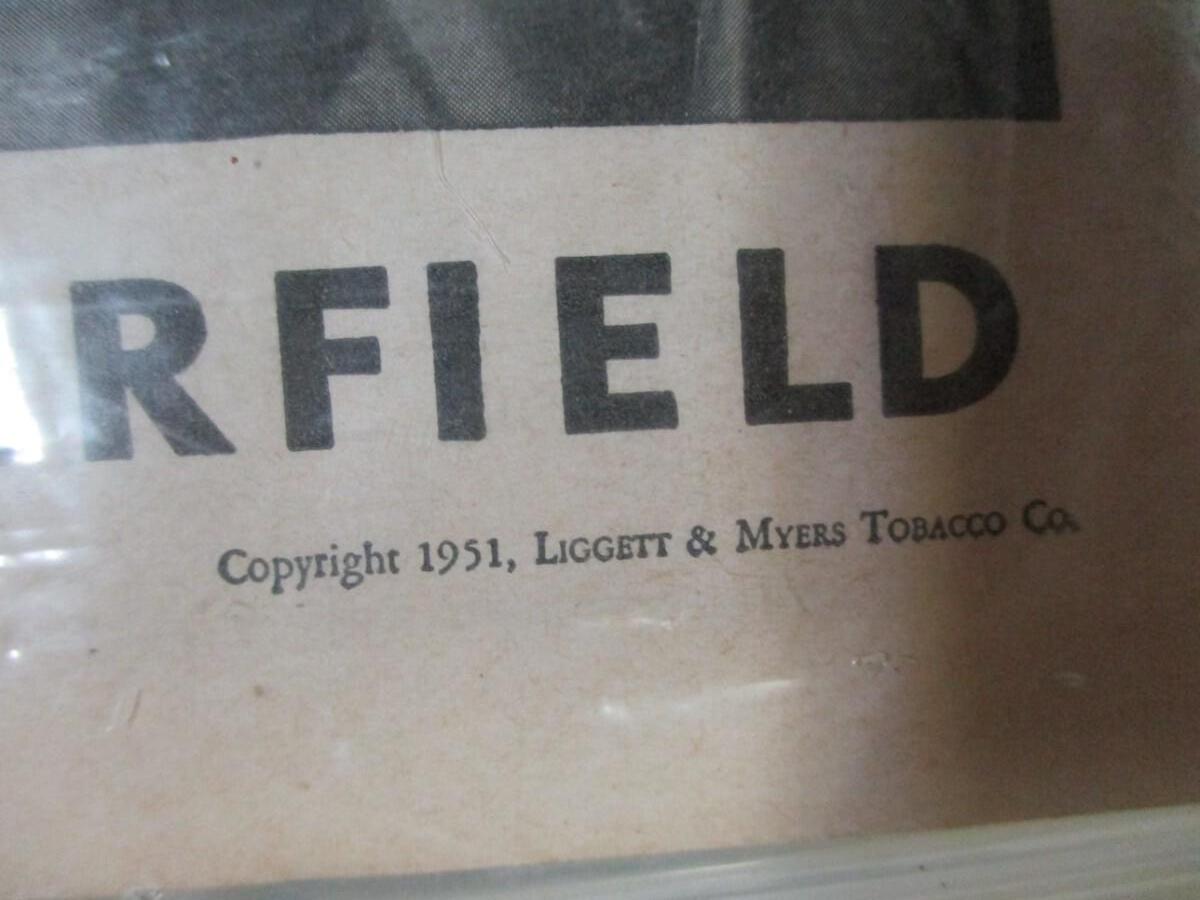 RFIELD
Copyright 1951, LIGGETT & MYERS TOBACCO CO.